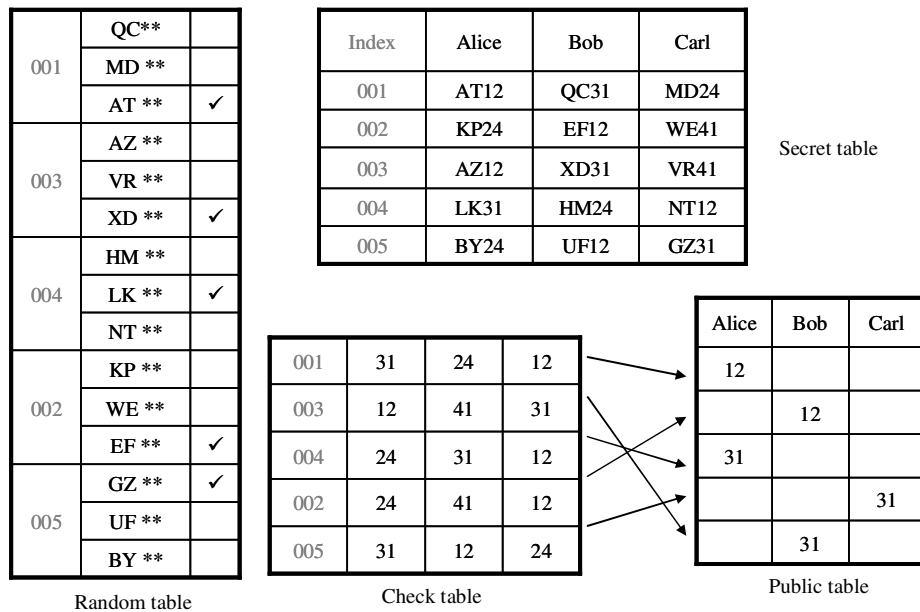 001
QC**
MD **
AT ** ✓
003
AZ **
VR **
XD ** ✓
004
HM **
LK ** ✓
NT **
002
KP **
WE **
EF ** ✓
005
GZ ** ✓
UF **
BY **
Random table
Index Alice Bob Carl
001 AT12 QC31 MD24
002 KP24 EF12 WE41
003 AZ12 XD31 VR41
004 LK31 HM24 NT12
005 BY24 UF12 GZ31
Secret table
001 31 24 12
003 12 41 31
004 24 31 12
002 24 41 12
005 31 12 24
Check table
Alice Bob Carl
12
12
31
31
31
Public table